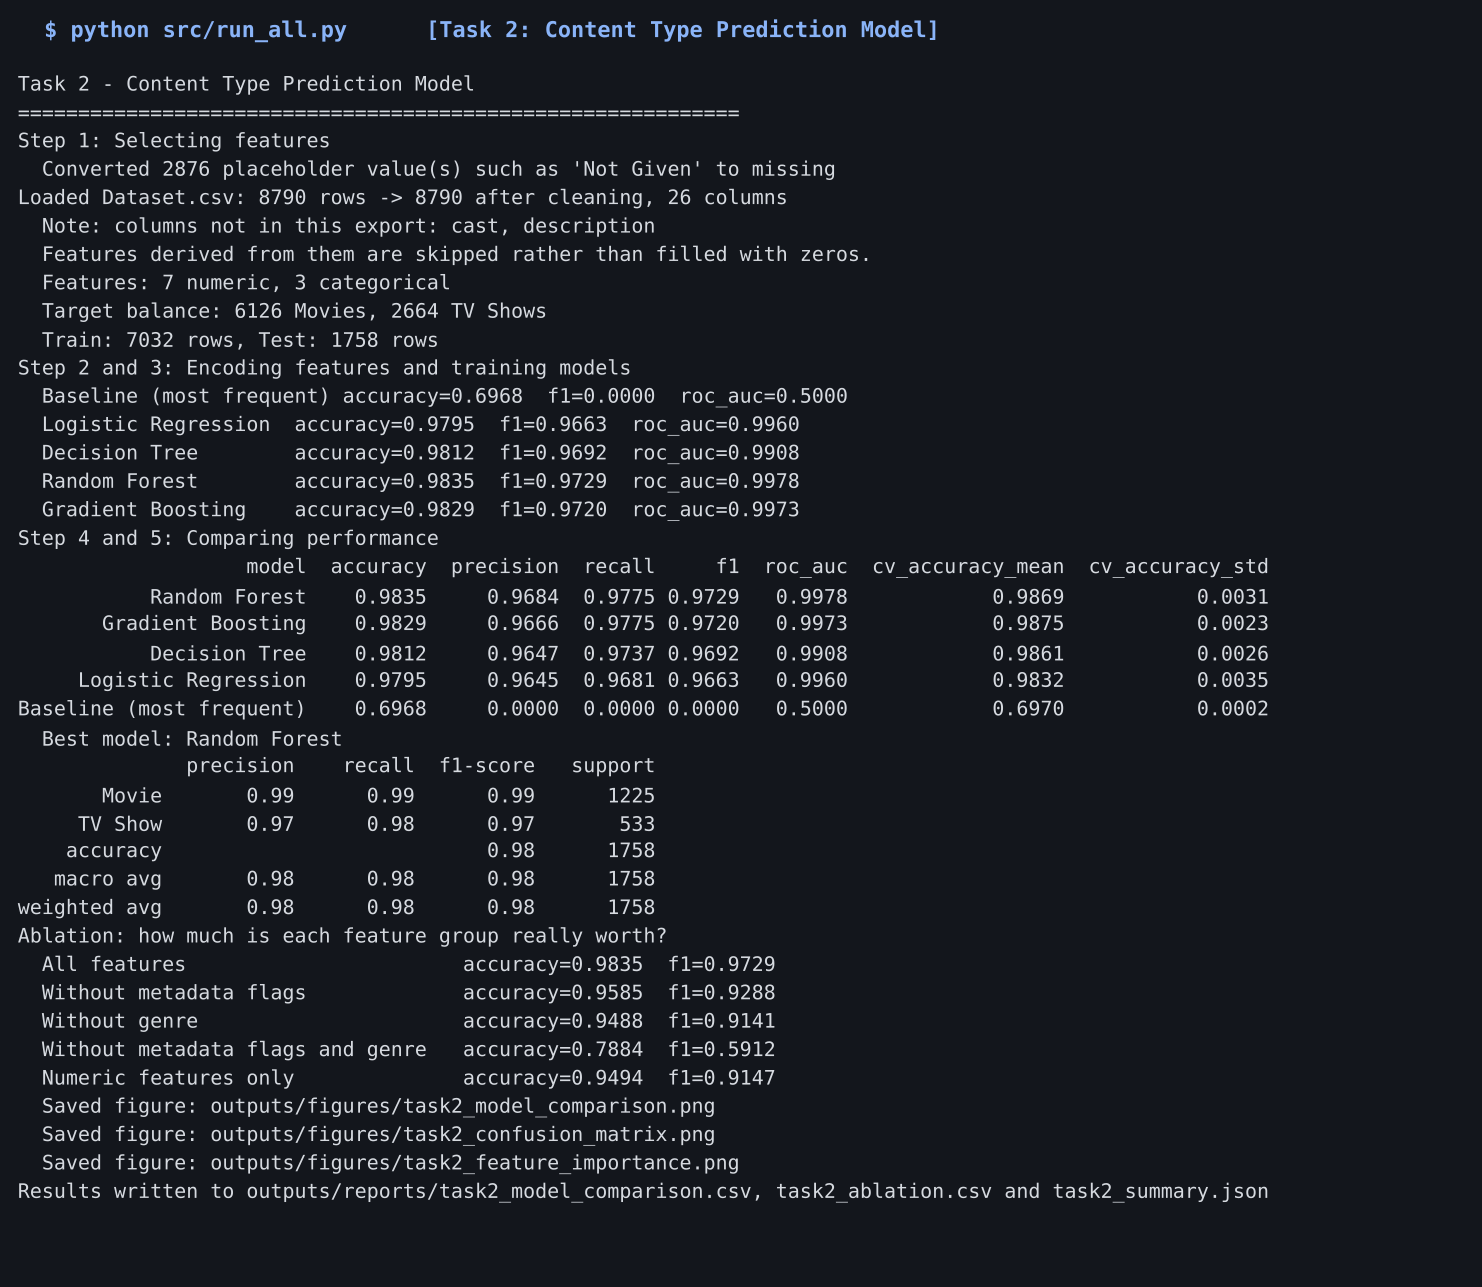 $ python src/run_all.py      [Task 2: Content Type Prediction Model]
Task 2 - Content Type Prediction Model
============================================================
Step 1: Selecting features
  Converted 2876 placeholder value(s) such as 'Not Given' to missing
Loaded Dataset.csv: 8790 rows -> 8790 after cleaning, 26 columns
  Note: columns not in this export: cast, description
  Features derived from them are skipped rather than filled with zeros.
  Features: 7 numeric, 3 categorical
  Target balance: 6126 Movies, 2664 TV Shows
  Train: 7032 rows, Test: 1758 rows
Step 2 and 3: Encoding features and training models
  Baseline (most frequent) accuracy=0.6968  f1=0.0000  roc_auc=0.5000
  Logistic Regression  accuracy=0.9795  f1=0.9663  roc_auc=0.9960
  Decision Tree        accuracy=0.9812  f1=0.9692  roc_auc=0.9908
  Random Forest        accuracy=0.9835  f1=0.9729  roc_auc=0.9978
  Gradient Boosting    accuracy=0.9829  f1=0.9720  roc_auc=0.9973
Step 4 and 5: Comparing performance
                   model  accuracy  precision  recall     f1  roc_auc  cv_accuracy_mean  cv_accuracy_std
           Random Forest    0.9835     0.9684  0.9775 0.9729   0.9978            0.9869           0.0031
       Gradient Boosting    0.9829     0.9666  0.9775 0.9720   0.9973            0.9875           0.0023
           Decision Tree    0.9812     0.9647  0.9737 0.9692   0.9908            0.9861           0.0026
     Logistic Regression    0.9795     0.9645  0.9681 0.9663   0.9960            0.9832           0.0035
Baseline (most frequent)    0.6968     0.0000  0.0000 0.0000   0.5000            0.6970           0.0002
  Best model: Random Forest
              precision    recall  f1-score   support
       Movie       0.99      0.99      0.99      1225
     TV Show       0.97      0.98      0.97       533
    accuracy                           0.98      1758
   macro avg       0.98      0.98      0.98      1758
weighted avg       0.98      0.98      0.98      1758
Ablation: how much is each feature group really worth?
  All features                       accuracy=0.9835  f1=0.9729
  Without metadata flags             accuracy=0.9585  f1=0.9288
  Without genre                      accuracy=0.9488  f1=0.9141
  Without metadata flags and genre   accuracy=0.7884  f1=0.5912
  Numeric features only              accuracy=0.9494  f1=0.9147
  Saved figure: outputs/figures/task2_model_comparison.png
  Saved figure: outputs/figures/task2_confusion_matrix.png
  Saved figure: outputs/figures/task2_feature_importance.png
Results written to outputs/reports/task2_model_comparison.csv, task2_ablation.csv and task2_summary.json